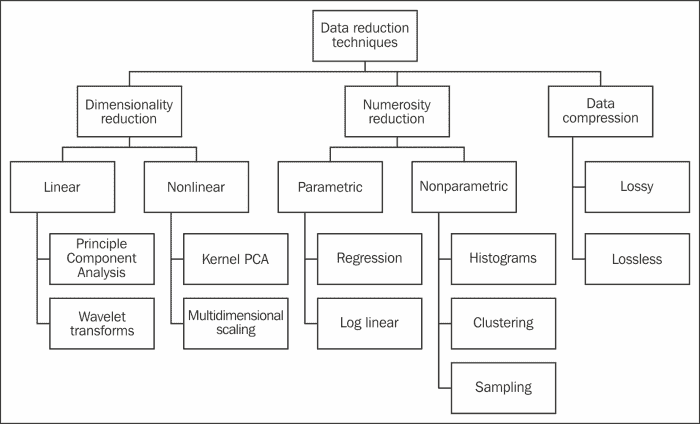 Data reduction
techniques
Dimensionality
reduction
Numerosity
reduction
Data
compression
Linear
Nonlinear
Parametric
Nonparametric
Lossy
Principle
Component
Analysis
Kernel PCA
Regression
Histograms
Lossless
Wavelet
transforms
Multidimensional
scaling
Log linear
Clustering
Sampling